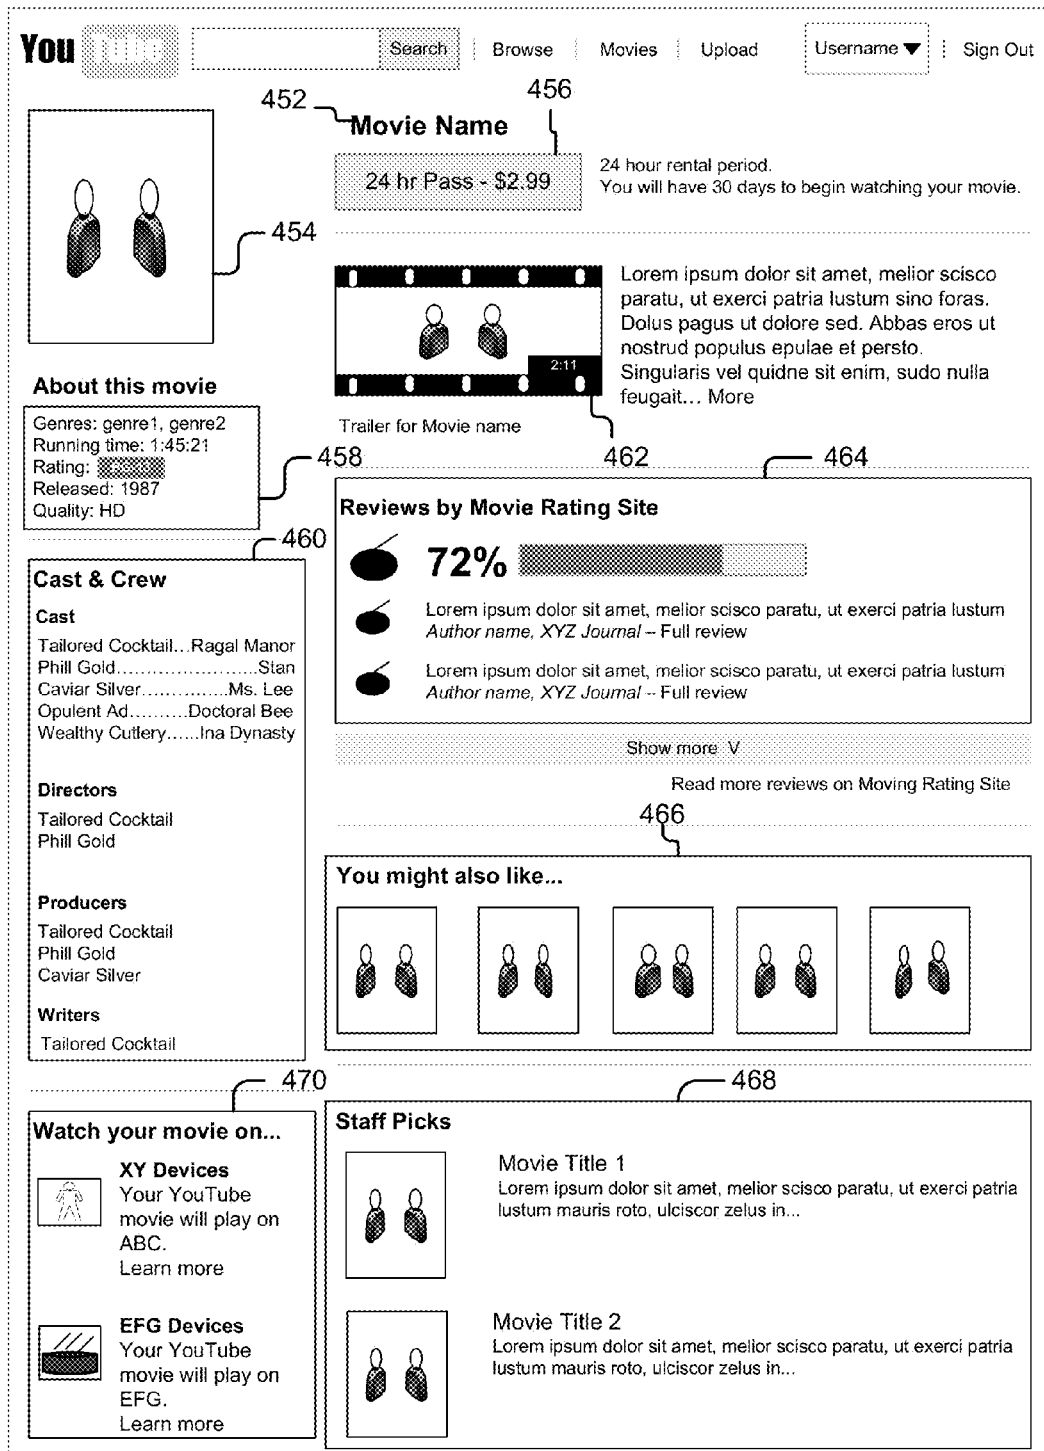 You Tube Search Browse Movies Upload Username ▼ Sign Out
452
456
Movie Name
24 hr Pass - $2.99
24 hour rental period.
You will have 30 days to begin watching your movie.
454
2:11
Trailer for Movie name
462
Lorem ipsum dolor sit amet, melior scisco
paratu, ut exerci patria lustum sino foras.
Dolus pagus ut dolore sed. Abbas eros ut
nostrud populus epulae et persto.
Singularis vel quidne sit enim, sudo nulla
feugait... More
About this movie
Genres: genre1, genre2
Running time: 1:45:21
Rating:
Released: 1987
Quality: HD
458
464
Reviews by Movie Rating Site
72%
Lorem ipsum dolor sit amet, melior scisco paratu, ut exerci patria lustum
Author name, XYZ Journal -- Full review
Lorem ipsum dolor sit amet, melior scisco paratu, ut exerci patria lustum
Author name, XYZ Journal -- Full review
Show more V
Read more reviews on Moving Rating Site
460
Cast & Crew
Cast
Tailored Cocktail...Ragal Manor
Phill Gold.......................Stan
Caviar Silver..............Ms. Lee
Opulent Ad..........Doctoral Bee
Wealthy Cutlery......Ina Dynasty
Directors
Tailored Cocktail
Phill Gold
Producers
Tailored Cocktail
Phill Gold
Caviar Silver
Writers
Tailored Cocktail
466
You might also like...
470
Watch your movie on...
XY Devices
Your YouTube
movie will play on
ABC.
Learn more
EFG Devices
Your YouTube
movie will play on
EFG.
Learn more
468
Staff Picks
Movie Title 1
Lorem ipsum dolor sit amet, melior scisco paratu, ut exerci patria
lustum mauris roto, ulciscor zelus in...
Movie Title 2
Lorem ipsum dolor sit amet, melior scisco paratu, ut exerci patria
lustum mauris roto, ulciscor zelus in...